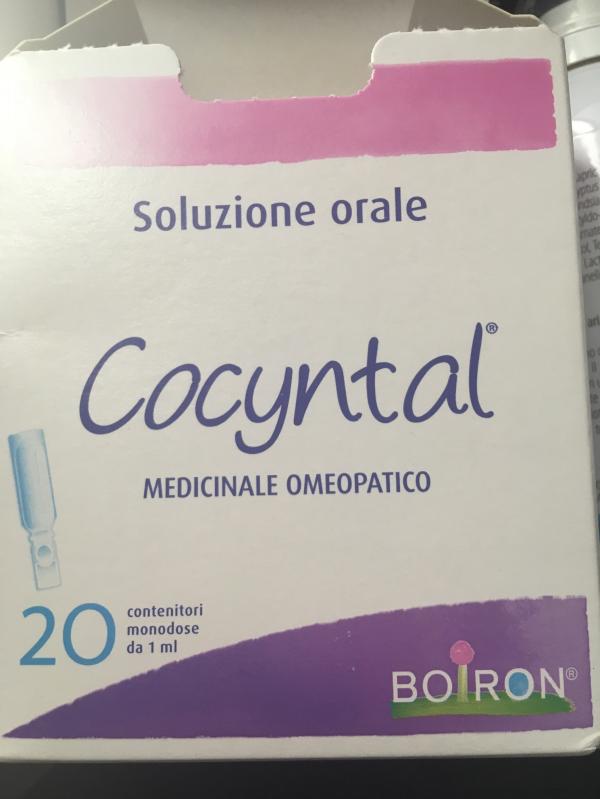 Soluzione orale
Cocyntal®
MEDICINALE OMEOPATICO
20
contenitori
monodose
da 1 ml
BOIRON®